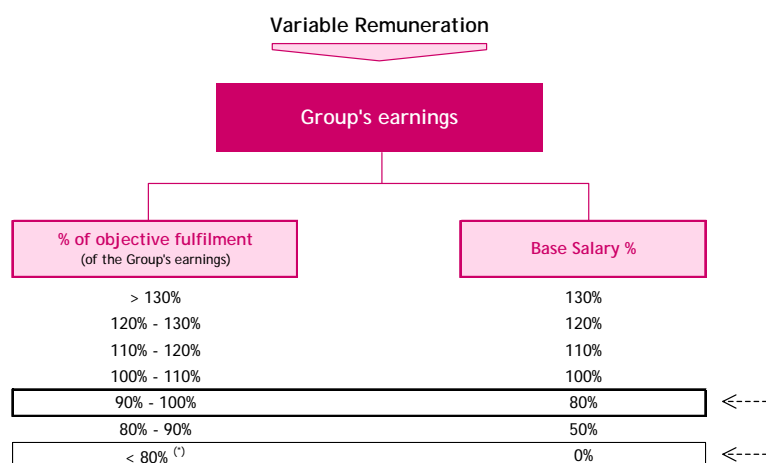 Variable Remuneration
Group's earnings
% of objective fulfilment
(of the Group's earnings)
Base Salary %
> 130% 130%
120% - 130% 120%
110% - 120% 110%
100% - 110% 100%
90% - 100% 80%
80% - 90% 50%
< 80% (*) 0%